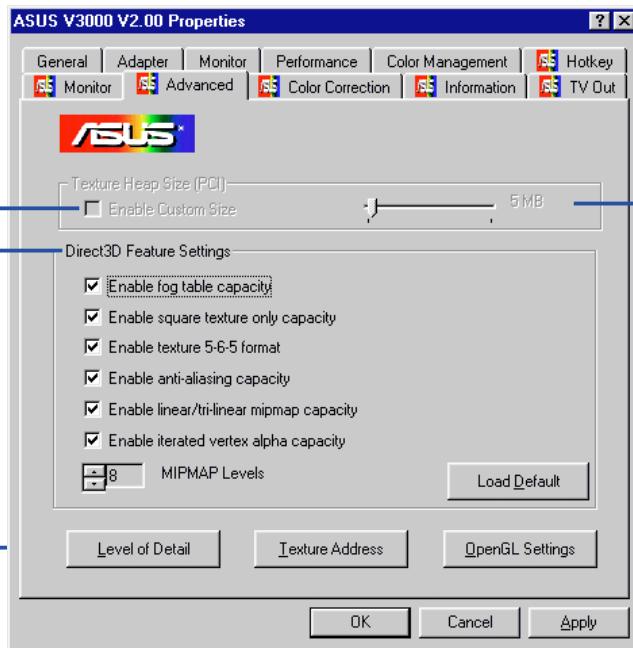 ASUS V3000 V2.00 Properties
General Adapter Monitor Performance Color Management Hotkey
Monitor Advanced Color Correction Information TV Out
ASUS
Texture Heap Size (PCI)
Enable Custom Size 5 MB
Direct3D Feature Settings
Enable fog table capacity
Enable square texture only capacity
Enable texture 5-6-5 format
Enable anti-aliasing capacity
Enable linear/tri-linear mipmap capacity
Enable iterated vertex alpha capacity
8 MIPMAP Levels Load Default
Level of Detail Texture Address OpenGL Settings
OK Cancel Apply